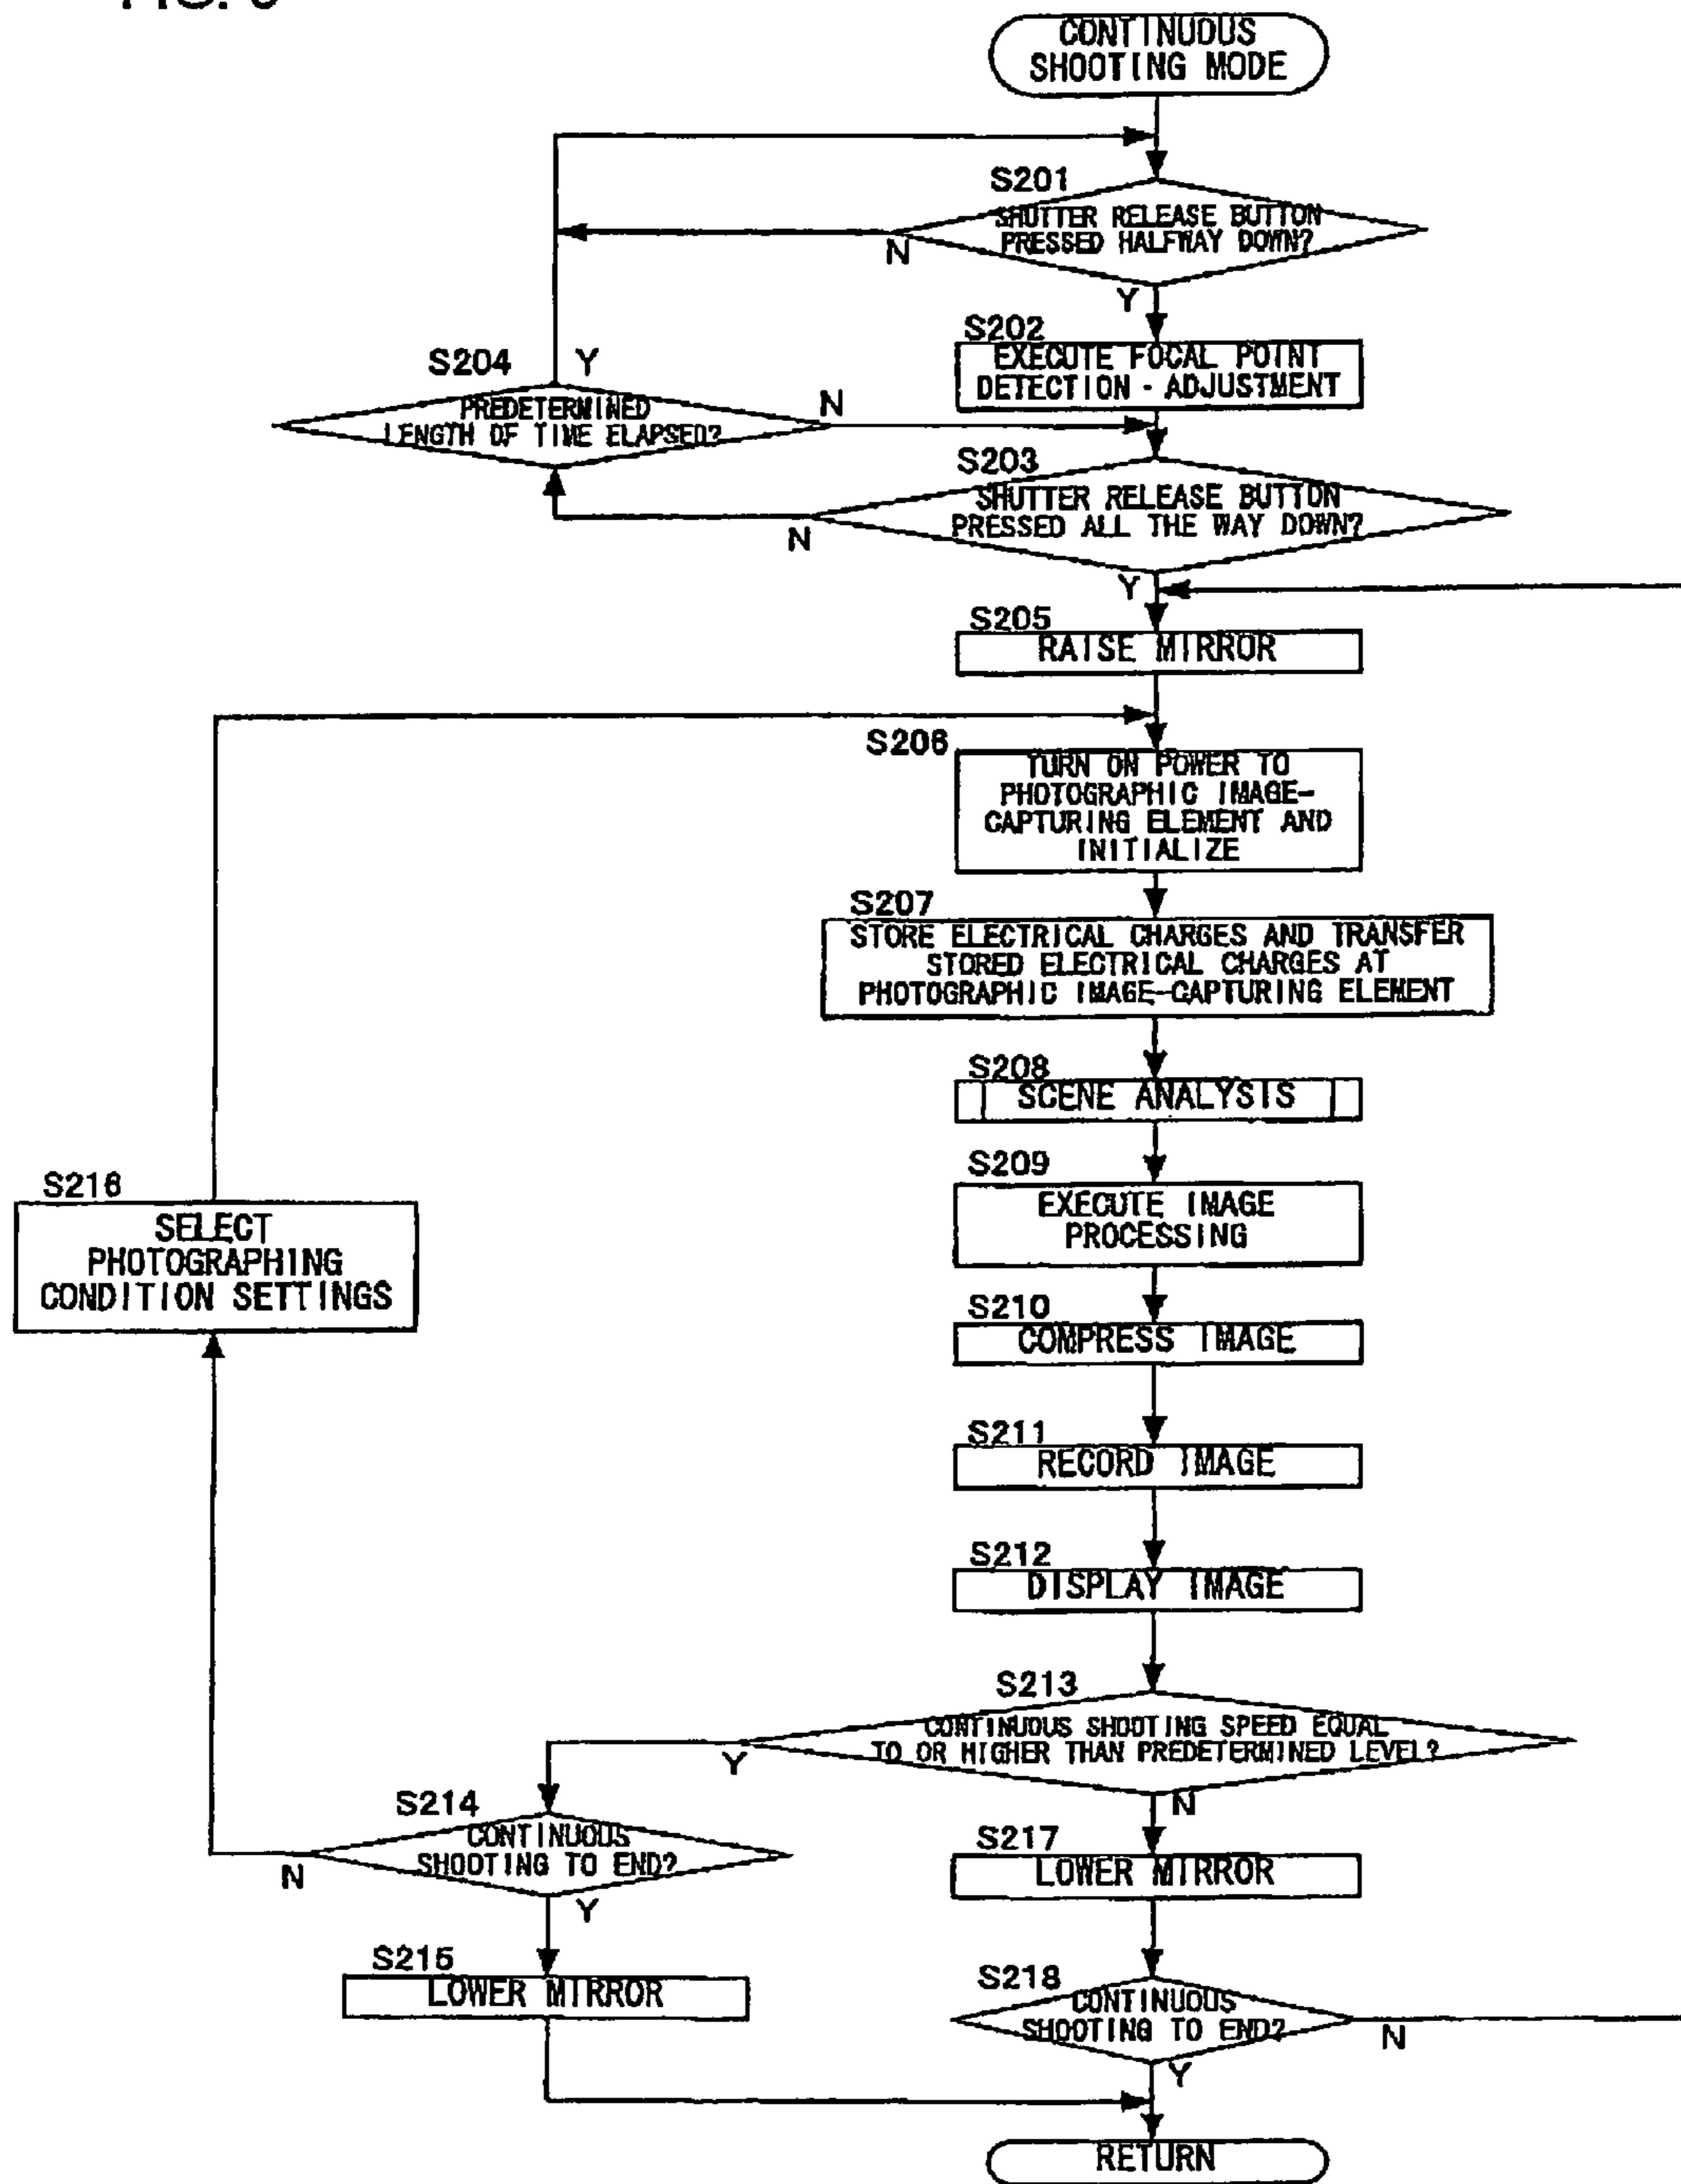 CONTINUOUS
SHOOTING MODE
S201
SHUTTER RELEASE BUTTON
PRESSED HALFWAY DOWN?
N
Y
S202
EXECUTE FOCAL POINT
DETECTION - ADJUSTMENT
S204
Y
PREDETERMINED
LENGTH OF TIME ELAPSED?
N
S203
SHUTTER RELEASE BUTTON
PRESSED ALL THE WAY DOWN?
N
Y
S205
RAISE MIRROR
S206
TURN ON POWER TO
PHOTOGRAPHIC IMAGE-
CAPTURING ELEMENT AND
INITIALIZE
S207
STORE ELECTRICAL CHARGES AND TRANSFER
STORED ELECTRICAL CHARGES AT
PHOTOGRAPHIC IMAGE-CAPTURING ELEMENT
S208
SCENE ANALYSIS
S209
EXECUTE IMAGE
PROCESSING
S216
SELECT
PHOTOGRAPHING
CONDITION SETTINGS
S210
COMPRESS IMAGE
S211
RECORD IMAGE
S212
DISPLAY IMAGE
S213
CONTINUOUS SHOOTING SPEED EQUAL
TO OR HIGHER THAN PREDETERMINED LEVEL?
Y
N
S214
CONTINUOUS
SHOOTING TO END?
N
Y
S217
LOWER MIRROR
S215
LOWER MIRROR
S218
CONTINUOUS
SHOOTING TO END?
N
Y
RETURN